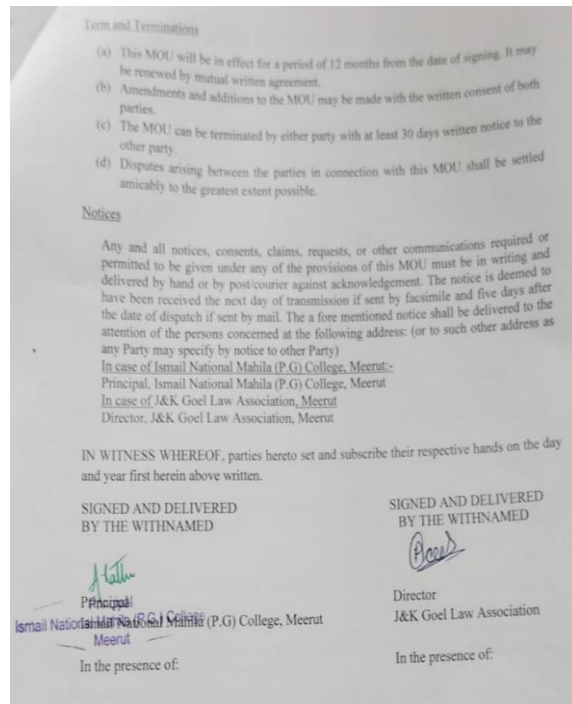 Term and Terminations
(a) This MOU will be in effect for a period of 12 months from the date of signing. It may
be renewed by mutual written agreement.
(b) Amendments and additions to the MOU may be made with the written consent of both
parties.
(c) The MOU can be terminated by either party with at least 30 days written notice to the
other party.
(d) Disputes arising between the parties in connection with this MOU shall be settled
amicably to the greatest extent possible.
Notices
Any and all notices, consents, claims, requests, or other communications required or
permitted to be given under any of the provisions of this MOU must be in writing and
delivered by hand or by post/courier against acknowledgement. The notice is deemed to
have been received the next day of transmission if sent by facsimile and five days after
the date of dispatch if sent by mail. The a fore mentioned notice shall be delivered to the
attention of the persons concerned at the following address: (or to such other address as
any Party may specify by notice to other Party)
In case of Ismail National Mahila (P.G) College, Meerut:-
Principal, Ismail National Mahila (P.G) College, Meerut
In case of J&K Goel Law Association, Meerut
Director, J&K Goel Law Association, Meerut
IN WITNESS WHEREOF, parties hereto set and subscribe their respective hands on the day
and year first herein above written.
SIGNED AND DELIVERED
BY THE WITHNAMED
Principal
Ismail National Mahila (P.G) College, Meerut
Principal
Ismail National Mahila (P.G.) College
Meerut
In the presence of:
SIGNED AND DELIVERED
BY THE WITHNAMED
Director
J&K Goel Law Association
In the presence of: